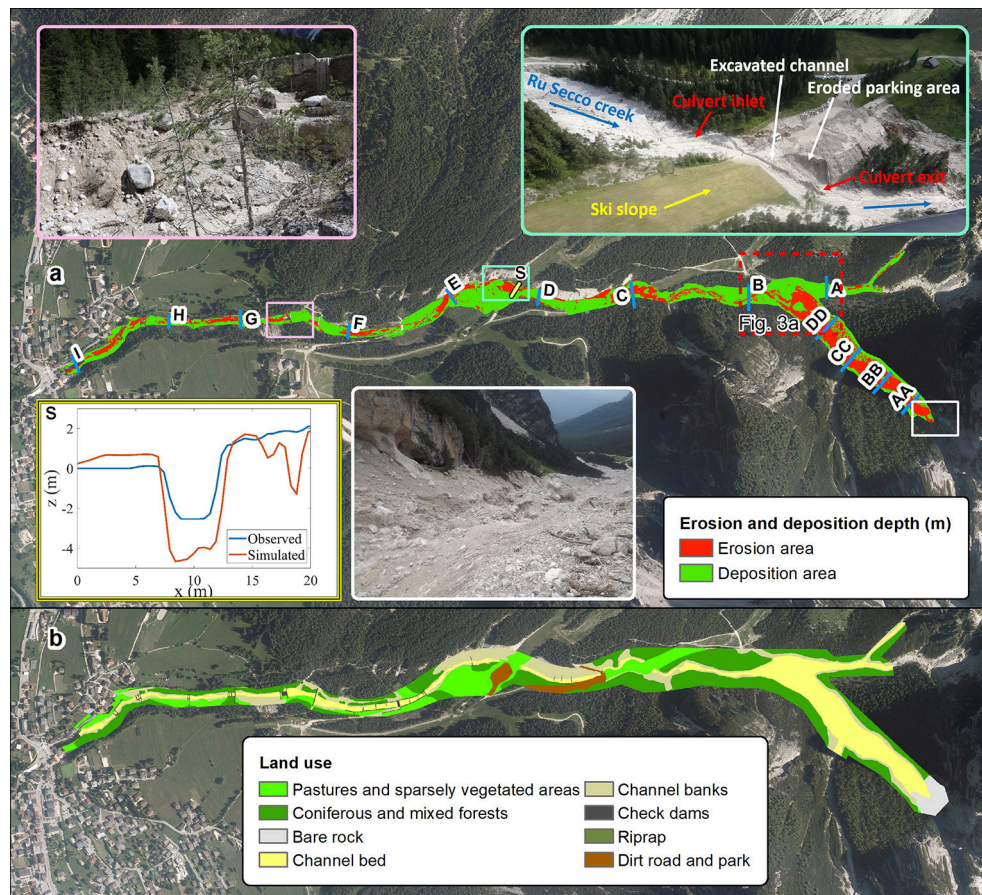 Excavated channel
Ru Secco creek
Culvert inlet
Eroded parking area
Culvert exit
Ski slope
a
S
E
D
C
B
A
H
G
F
I
Fig. 3a
DD
CC
BB
AA
S
2
0
-2
-4
z (m)
Observed
Simulated
0
5
10
15
20
x (m)
Erosion and deposition depth (m)
Erosion area
Deposition area
b
Land use
Pastures and sparsely vegetated areas
Coniferous and mixed forests
Bare rock
Channel bed
Channel banks
Check dams
Riprap
Dirt road and park